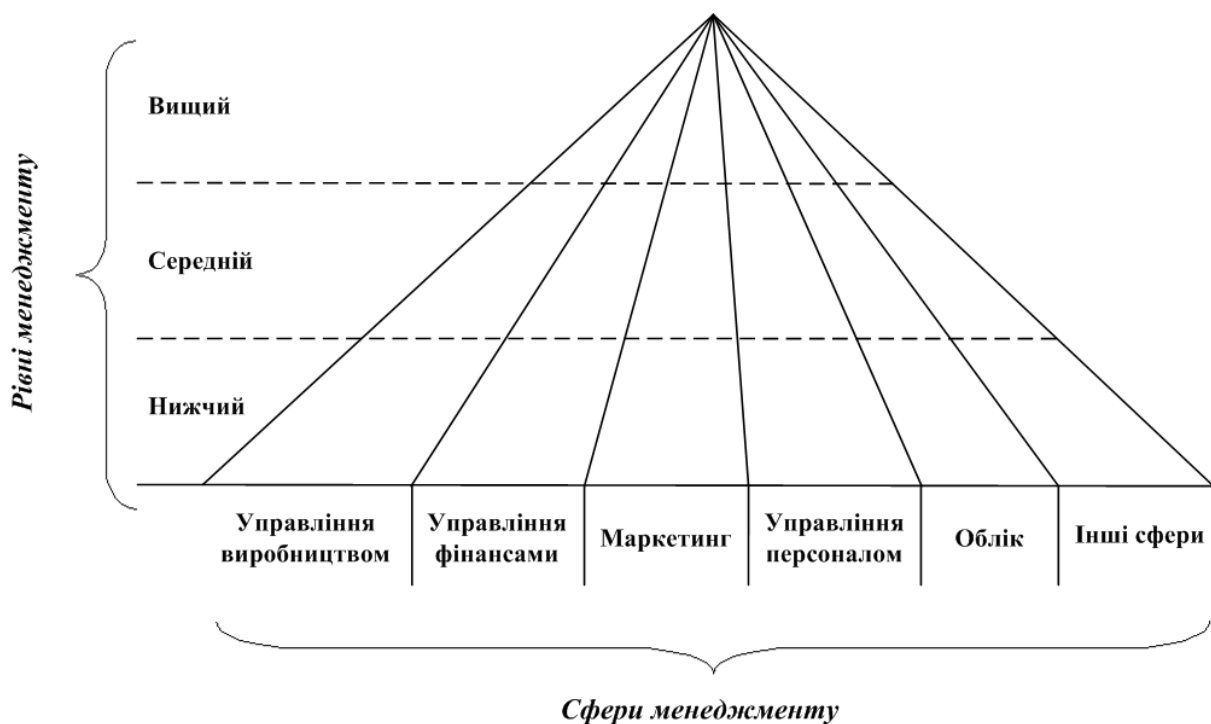 Рівні менеджменту
Вищий
Середній
Нижчий
Управління
виробництвом
Управління
фінансами
Маркетинг
Управління
персоналом
Облік
Інші сфери
Сфери менеджменту